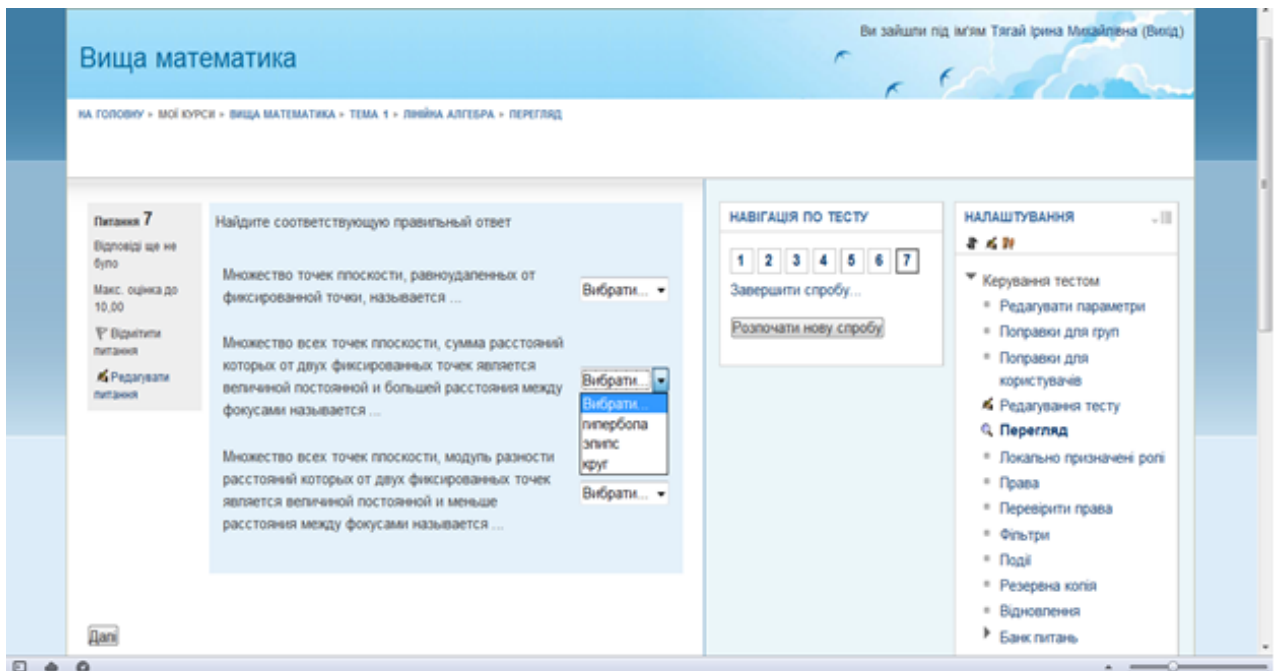 Ви зайшли під ім'ям Тягай Ірина Михайлівна (Вихід)
Вища математика
НА ГОЛОВНУ ► МОЇ КУРСИ ► ВИЩА МАТЕМАТИКА ► ТЕМА 1 ► ЛІНІЙНА АЛГЕБРА ► ПЕРЕГЛЯД
Питання 7
Відповіді ще не
було
Макс. оцінка до
10,00
Відмітити
питання
Редагувати
питання
Найдите соответствующую правильный ответ
Множество точек плоскости, равноудаленных от
фиксированной точки, называется ...
Вибрати...
Множество всех точек плоскости, сумма расстояний
которых от двух фиксированных точек является
величиной постоянной и большей расстояния между
фокусами называется ...
Вибрати...
Вибрати...
гипербола
элипс
круг
Множество всех точек плоскости, модуль разности
расстояний которых от двух фиксированных точек
является величиной постоянной и меньше
расстояния между фокусами называется ...
Вибрати...
Далі
НАВІГАЦІЯ ПО ТЕСТУ
1 2 3 4 5 6 7
Завершити спробу...
Розпочати нову спробу
НАЛАШТУВАННЯ
Керування тестом
Редагувати параметри
Поправки для груп
Поправки для
користувачів
Редагування тесту
Перегляд
Локально призначені ролі
Права
Перевірити права
Фільтри
Події
Резервна копія
Відновлення
Банк питань